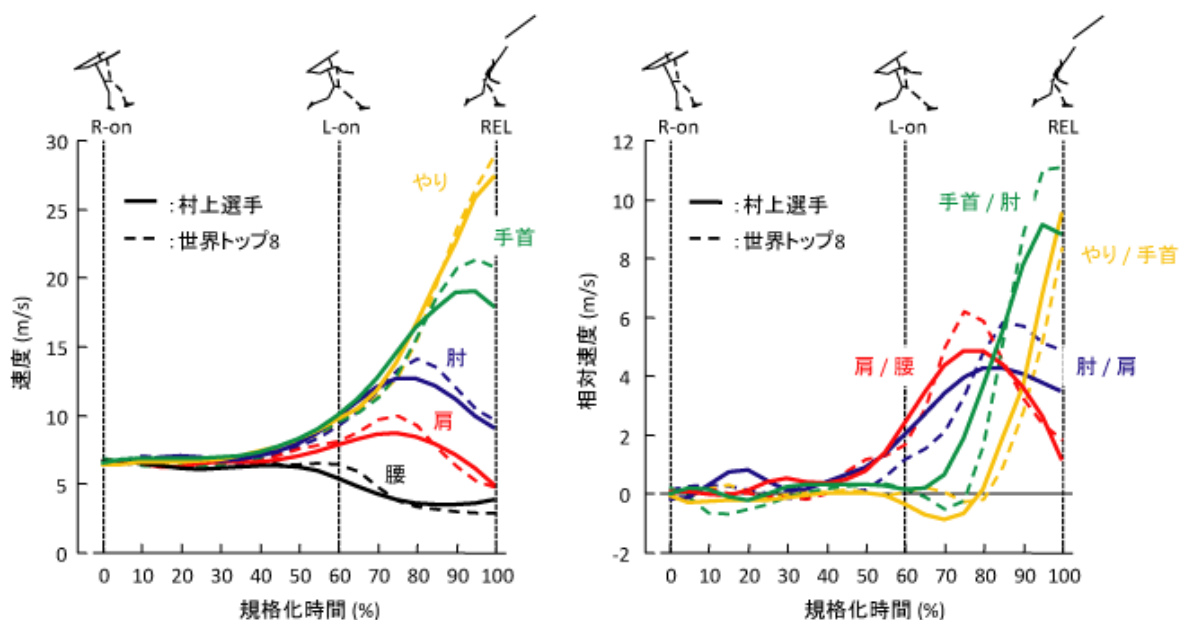 R-on
L-on
REL
30
25
20
15
10
5
0
速度 (m/s)
:村上選手
:世界トップ8
やり
手首
肘
肩
腰
0 10 20 30 40 50 60 70 80 90 100
規格化時間 (%)
R-on
L-on
REL
12
10
8
6
4
2
0
-2
相対速度 (m/s)
:村上選手
:世界トップ8
手首 / 肘
やり / 手首
肩 / 腰
肘 / 肩
0 10 20 30 40 50 60 70 80 90 100
規格化時間 (%)